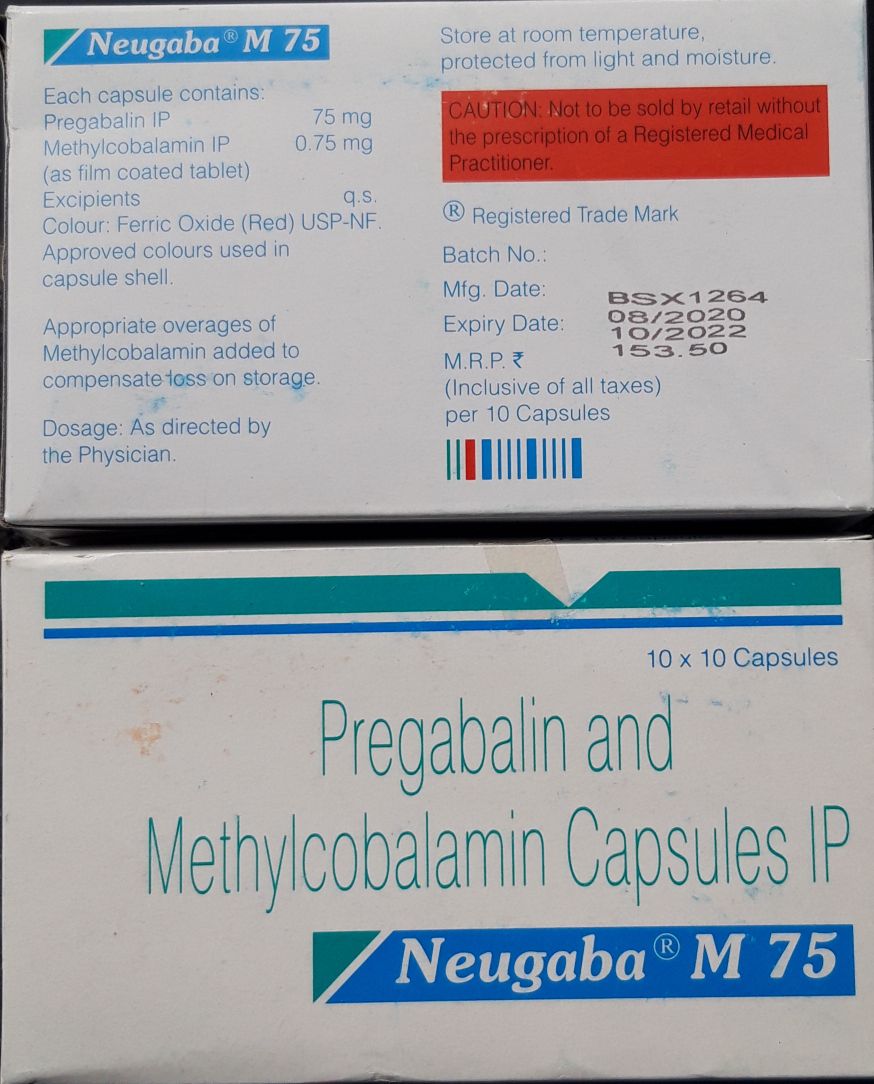 Neugaba® M 75
Each capsule contains:
Pregabalin IP 75 mg
Methylcobalamin IP 0.75 mg
(as film coated tablet)
Excipients q.s.
Colour: Ferric Oxide (Red) USP-NF.
Approved colours used in
capsule shell.
Appropriate overages of
Methylcobalamin added to
compensate loss on storage.
Dosage: As directed by
the Physician.
Store at room temperature,
protected from light and moisture.
CAUTION: Not to be sold by retail without
the prescription of a Registered Medical
Practitioner.
® Registered Trade Mark
Batch No.: BSX1264
Mfg. Date: 08/2020
Expiry Date: 10/2022
M.R.P. ₹ 153.50
(Inclusive of all taxes)
per 10 Capsules
10 x 10 Capsules
Pregabalin and
Methylcobalamin Capsules IP
Neugaba® M 75